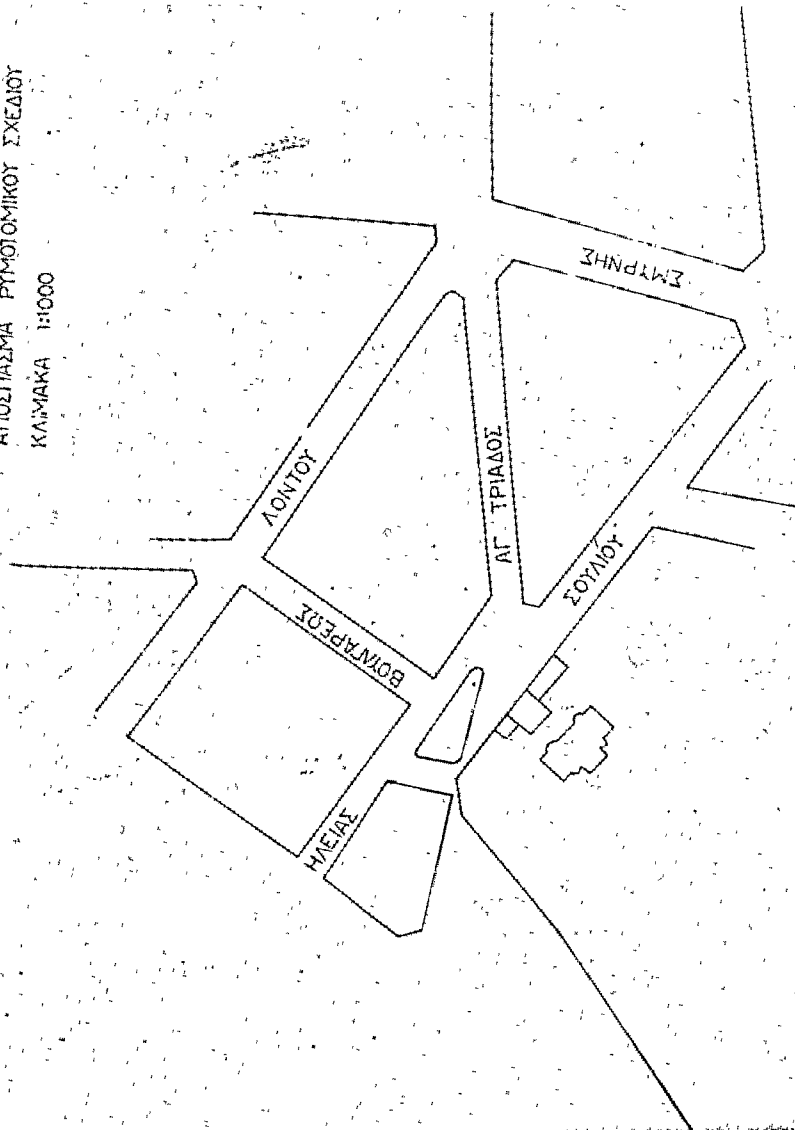 ΑΠΟΣΠΑΣΜΑ ΡΥΜΟΤΟΜΙΚΟΥ ΣΧΕΔΙΟΥ
ΚΛΙΜΑΚΑ 1:1000
ΣΜΥΡΝΗΣ
ΛΟΝΤΟΥ
ΑΓ ΤΡΙΑΔΟΣ
ΣΟΥΛΙΟΥ
ΒΟΥΛΓΑΡΕΩΣ
ΗΛΕΙΑΣ